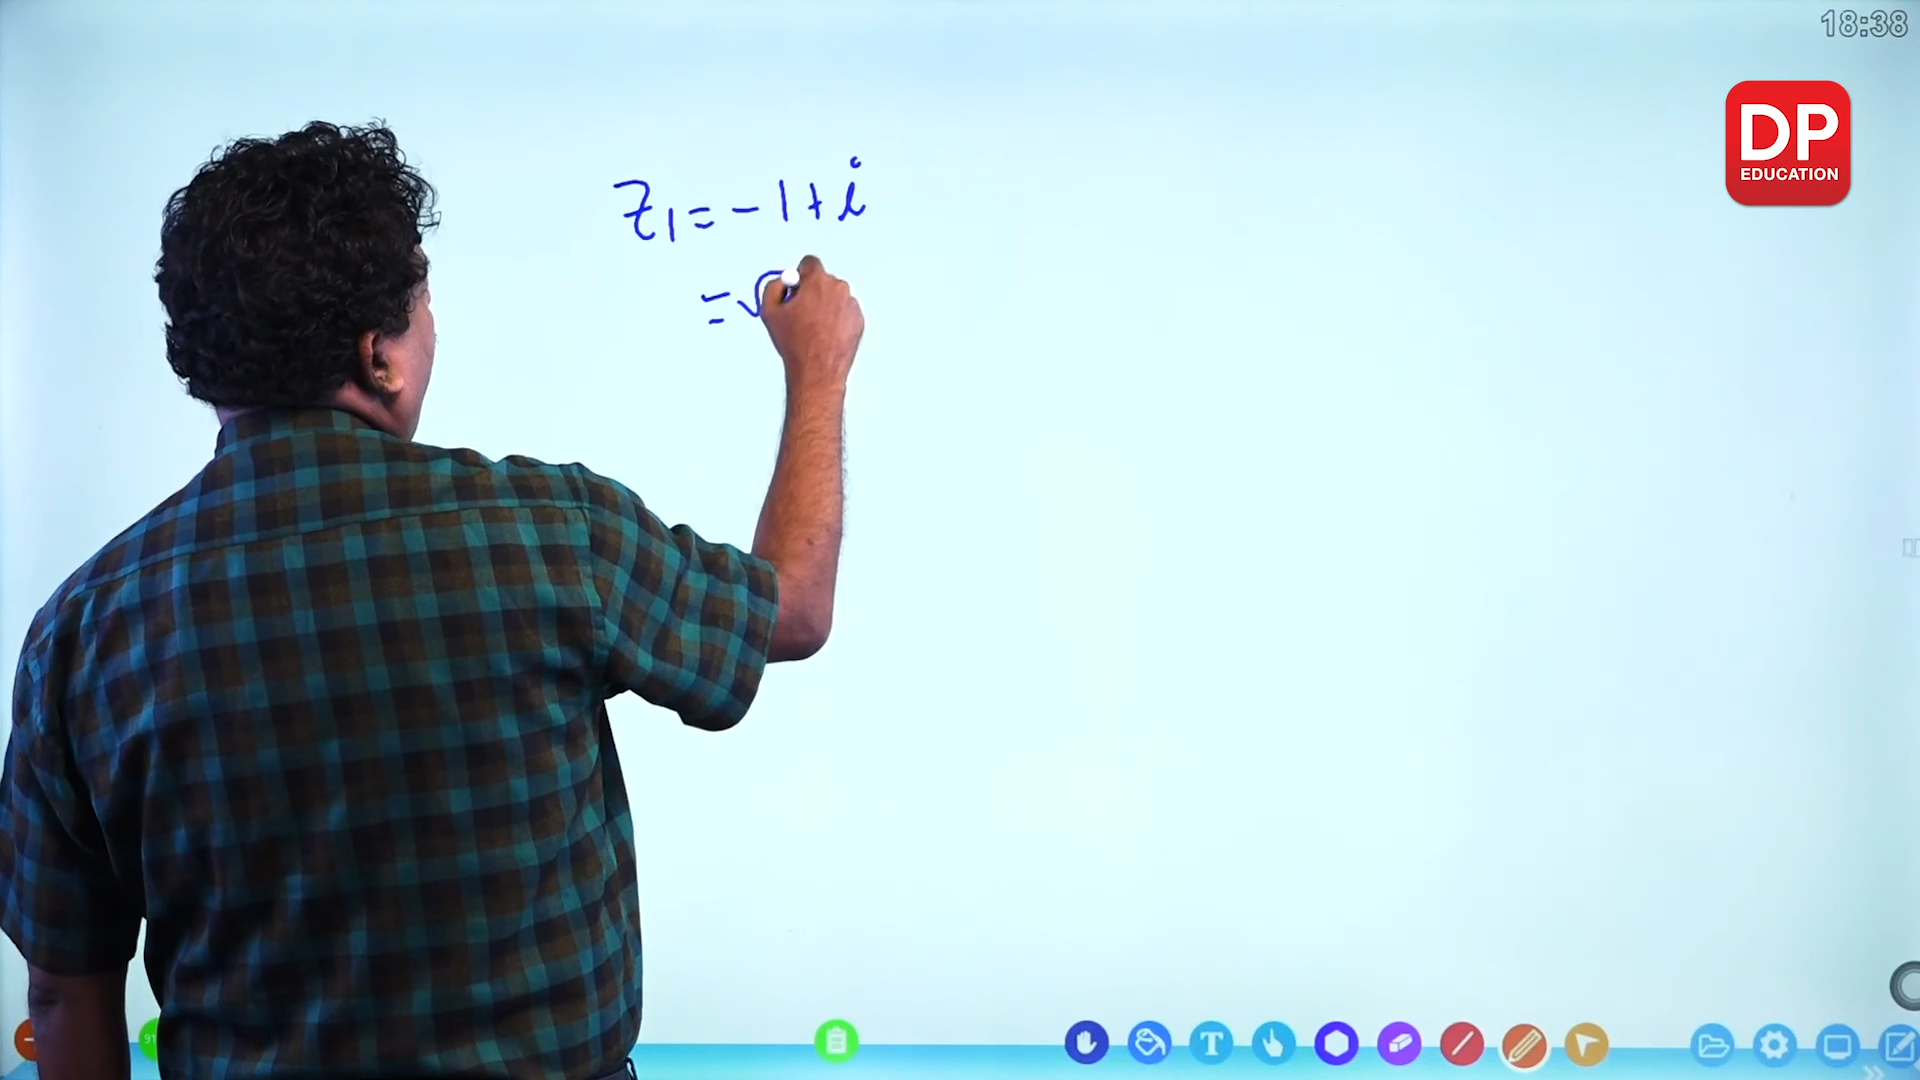 18:38
DP
EDUCATION
z₁ = -1 + i
= √
T